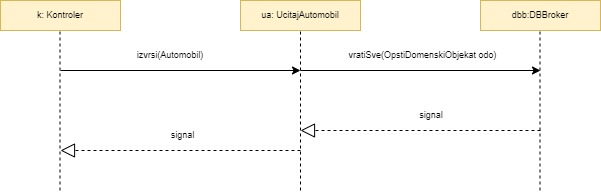 k: Kontroler
ua: UcitajAutomobil
dbb:DBBroker
izvrsi(Automobil)
vratiSve(OpstiDomenskiObjekat odo)
signal
signal